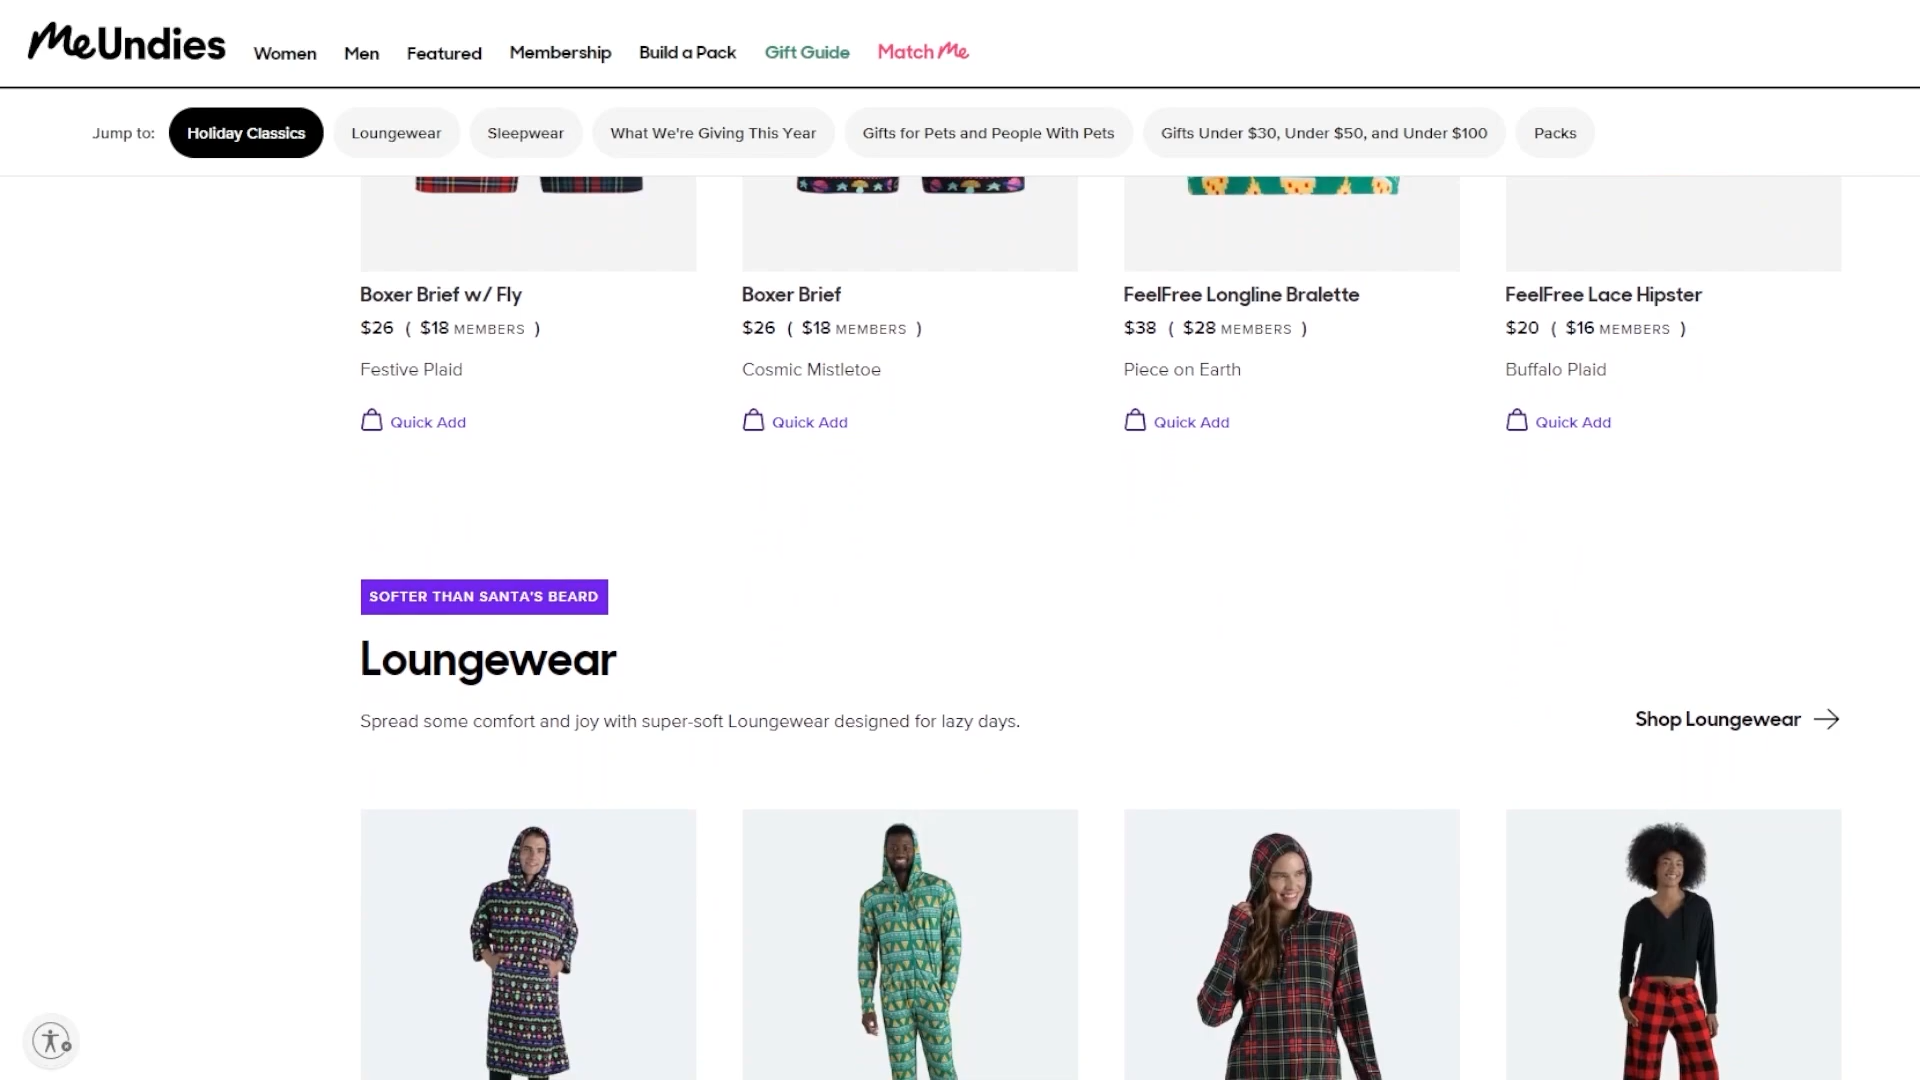 MeUndies
Women Men Featured Membership Build a Pack Gift Guide Match Me
Jump to: Holiday Classics Loungewear Sleepwear What We're Giving This Year Gifts for Pets and People With Pets Gifts Under $30, Under $50, and Under $100 Packs
Boxer Brief w/ Fly Boxer Brief FeelFree Longline Bralette FeelFree Lace Hipster
$26 ( $18 MEMBERS ) $26 ( $18 MEMBERS ) $38 ( $28 MEMBERS ) $20 ( $16 MEMBERS )
Festive Plaid Cosmic Mistletoe Piece on Earth Buffalo Plaid
Quick Add Quick Add Quick Add Quick Add
SOFTER THAN SANTA'S BEARD
Loungewear
Spread some comfort and joy with super-soft Loungewear designed for lazy days.
Shop Loungewear